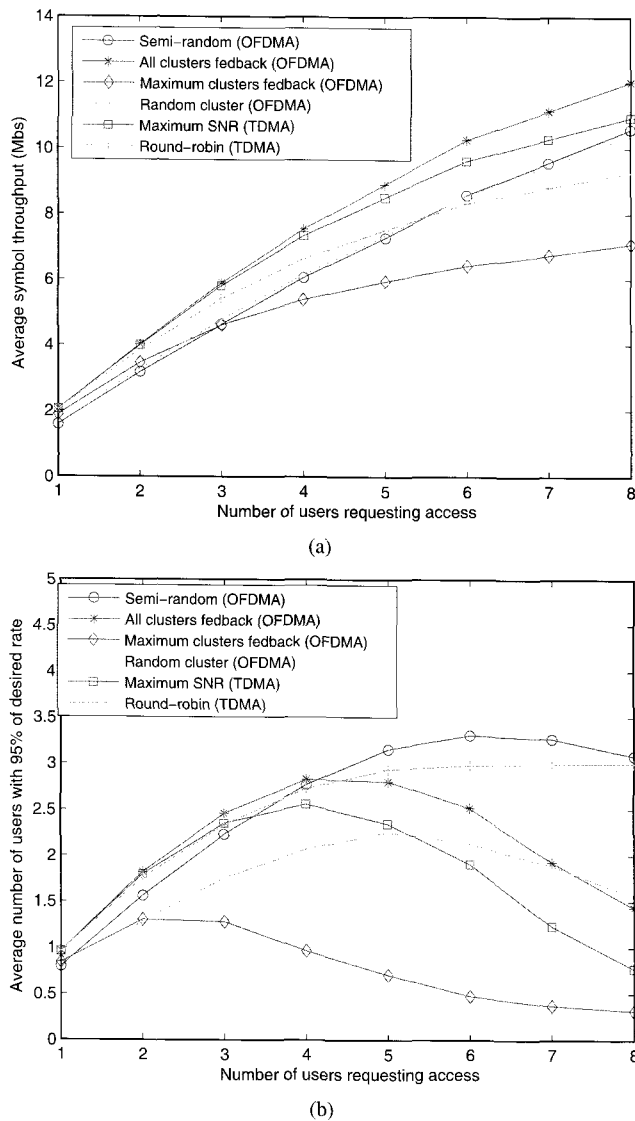 14
12
10
8
6
4
2
0
Average symbol throughput (Mbs)
Semi-random (OFDMA)
All clusters fedback (OFDMA)
Maximum clusters fedback (OFDMA)
Random cluster (OFDMA)
Maximum SNR (TDMA)
Round-robin (TDMA)
1 2 3 4 5 6 7 8
Number of users requesting access
(a)
5
4.5
4
3.5
3
2.5
2
1.5
1
0.5
0
Average number of users with 95% of desired rate
Semi-random (OFDMA)
All clusters fedback (OFDMA)
Maximum clusters fedback (OFDMA)
Random cluster (OFDMA)
Maximum SNR (TDMA)
Round-robin (TDMA)
1 2 3 4 5 6 7 8
Number of users requesting access
(b)